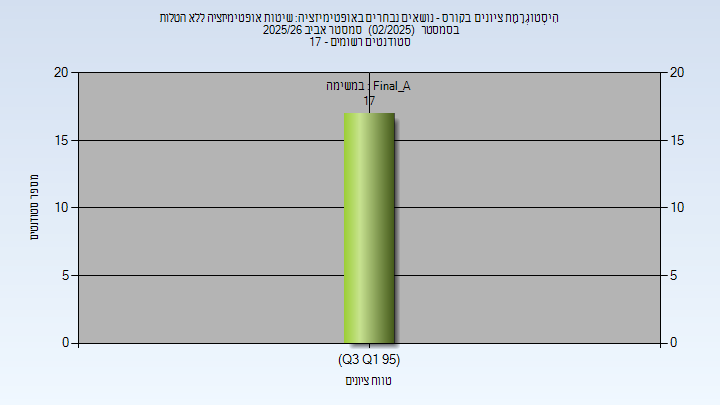 היסטוגרמת ציונים בקורס - נושאים נבחרים באופטימיזציה: שיטות אופטימיזציה ללא הטלות
בסמסטר (02/2025) סמסטר אביב 2025/26
סטודנטים רשומים - 17
במשימה : Final_A
17
20 20
15 15
10 10
5 5
0 0
מספר סטודנטים
(Q3 Q1 95)
טווח ציונים